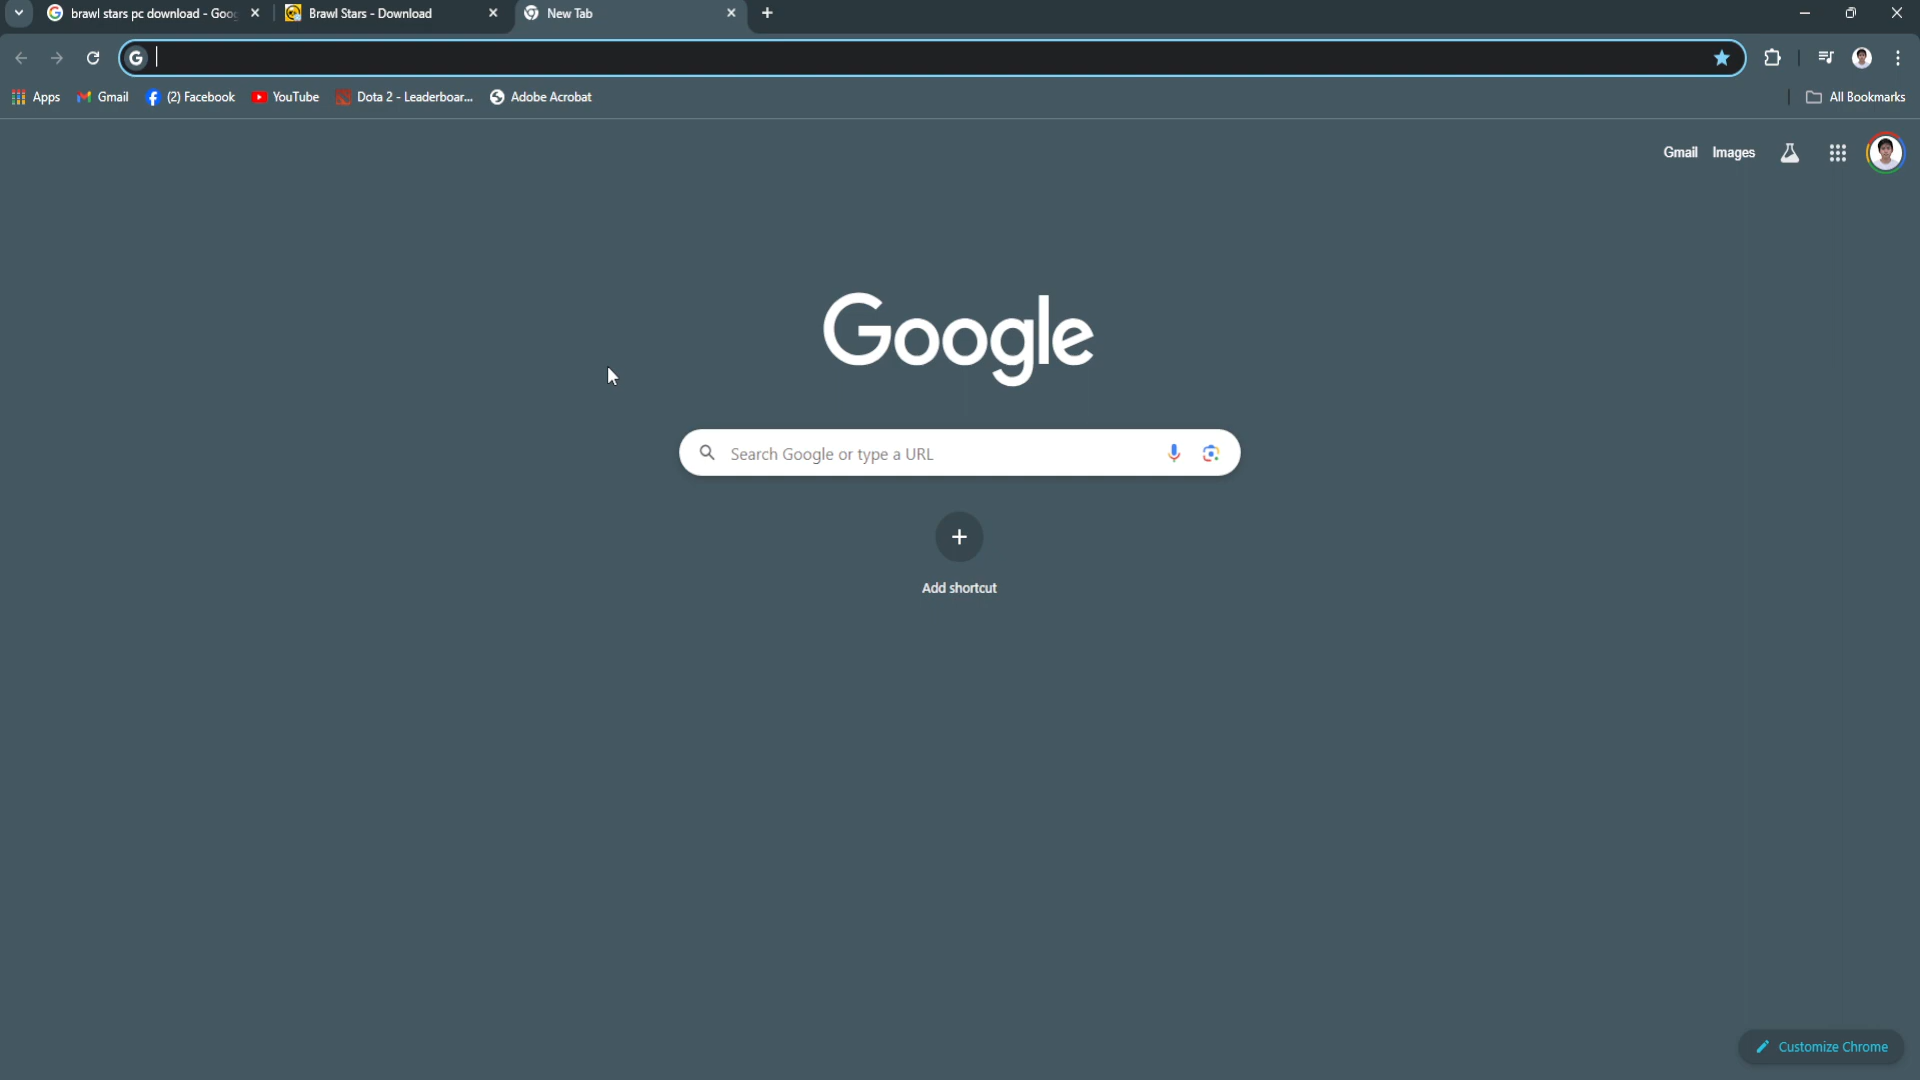 brawl stars pc download - Goog
Brawl Stars - Download
New Tab
Apps
Gmail
(2) Facebook
YouTube
Dota 2 - Leaderboar...
Adobe Acrobat
All Bookmarks
Gmail
Images
Google
Search Google or type a URL
Add shortcut
Customize Chrome